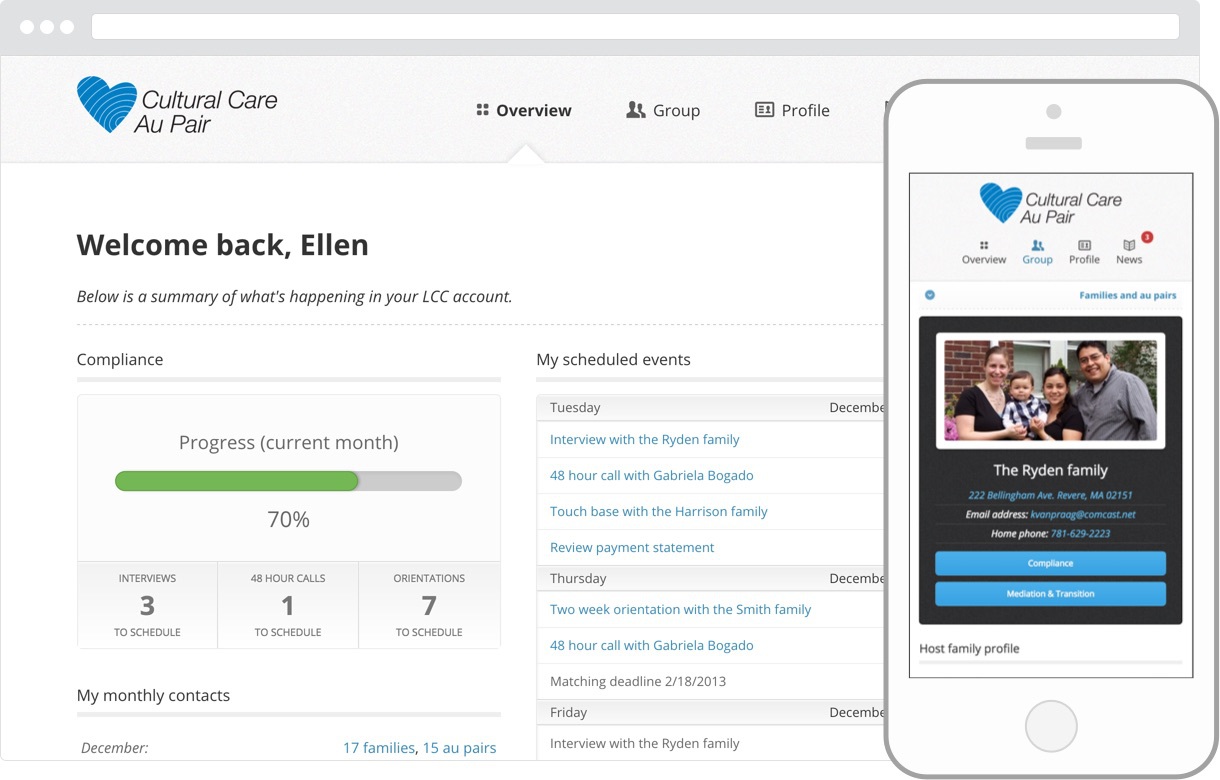 Cultural Care
Au Pair
Overview
Group
Profile
Welcome back, Ellen
Below is a summary of what's happening in your LCC account.
Compliance
Progress (current month)
70%
INTERVIEWS
3
TO SCHEDULE
48 HOUR CALLS
1
TO SCHEDULE
ORIENTATIONS
7
TO SCHEDULE
My monthly contacts
December: 17 families, 15 au pairs
My scheduled events
Tuesday Decembe
Interview with the Ryden family
48 hour call with Gabriela Bogado
Touch base with the Harrison family
Review payment statement
Thursday Decembe
Two week orientation with the Smith family
48 hour call with Gabriela Bogado
Matching deadline 2/18/2013
Friday Decembe
Interview with the Ryden family
Cultural Care
Au Pair
Overview Group Profile News 3
Families and au pairs
The Ryden family
222 Bellingham Ave. Revere, MA 02151
Email address: kvanpraag@comcast.net
Home phone: 781-629-2223
Compliance
Mediation & Transition
Host family profile